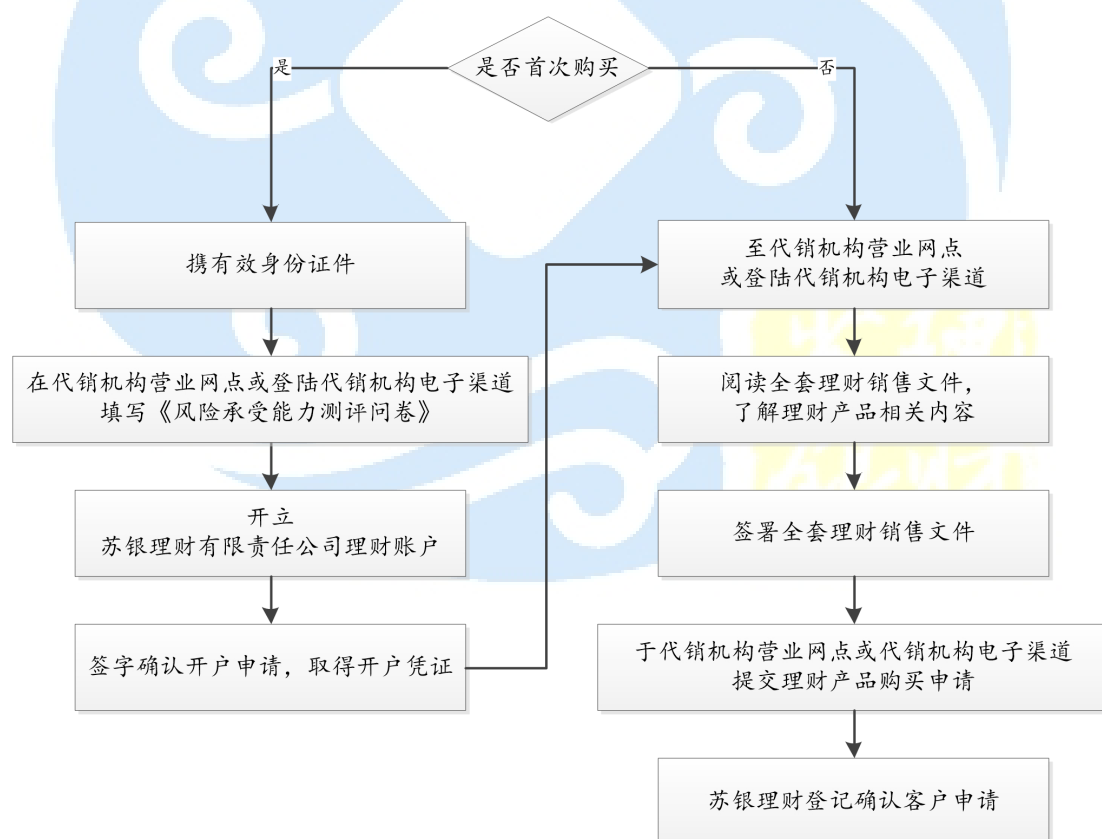 是否首次购买
是
否
携有效身份证件
在代销机构营业网点或登陆代销机构电子渠道
填写《风险承受能力测评问卷》
开立
苏银理财有限责任公司理财账户
签字确认开户申请，取得开户凭证
至代销机构营业网点
或登陆代销机构电子渠道
阅读全套理财销售文件，
了解理财产品相关内容
签署全套理财销售文件
于代销机构营业网点或代销机构电子渠道
提交理财产品购买申请
苏银理财登记确认客户申请